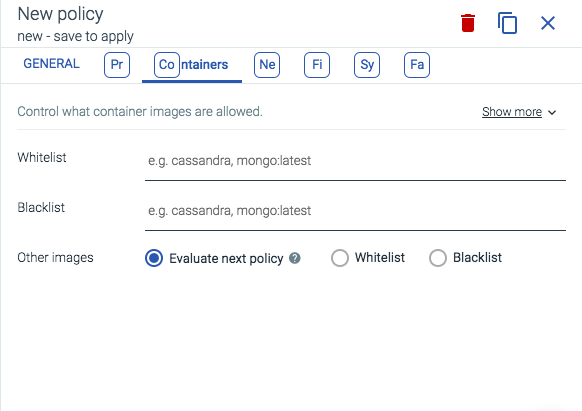 New policy
new - save to apply
GENERAL Pr Containers Ne Fi Sy Fa
Control what container images are allowed. Show more
Whitelist e.g. cassandra, mongo:latest
Blacklist e.g. cassandra, mongo:latest
Other images Evaluate next policy ? Whitelist Blacklist